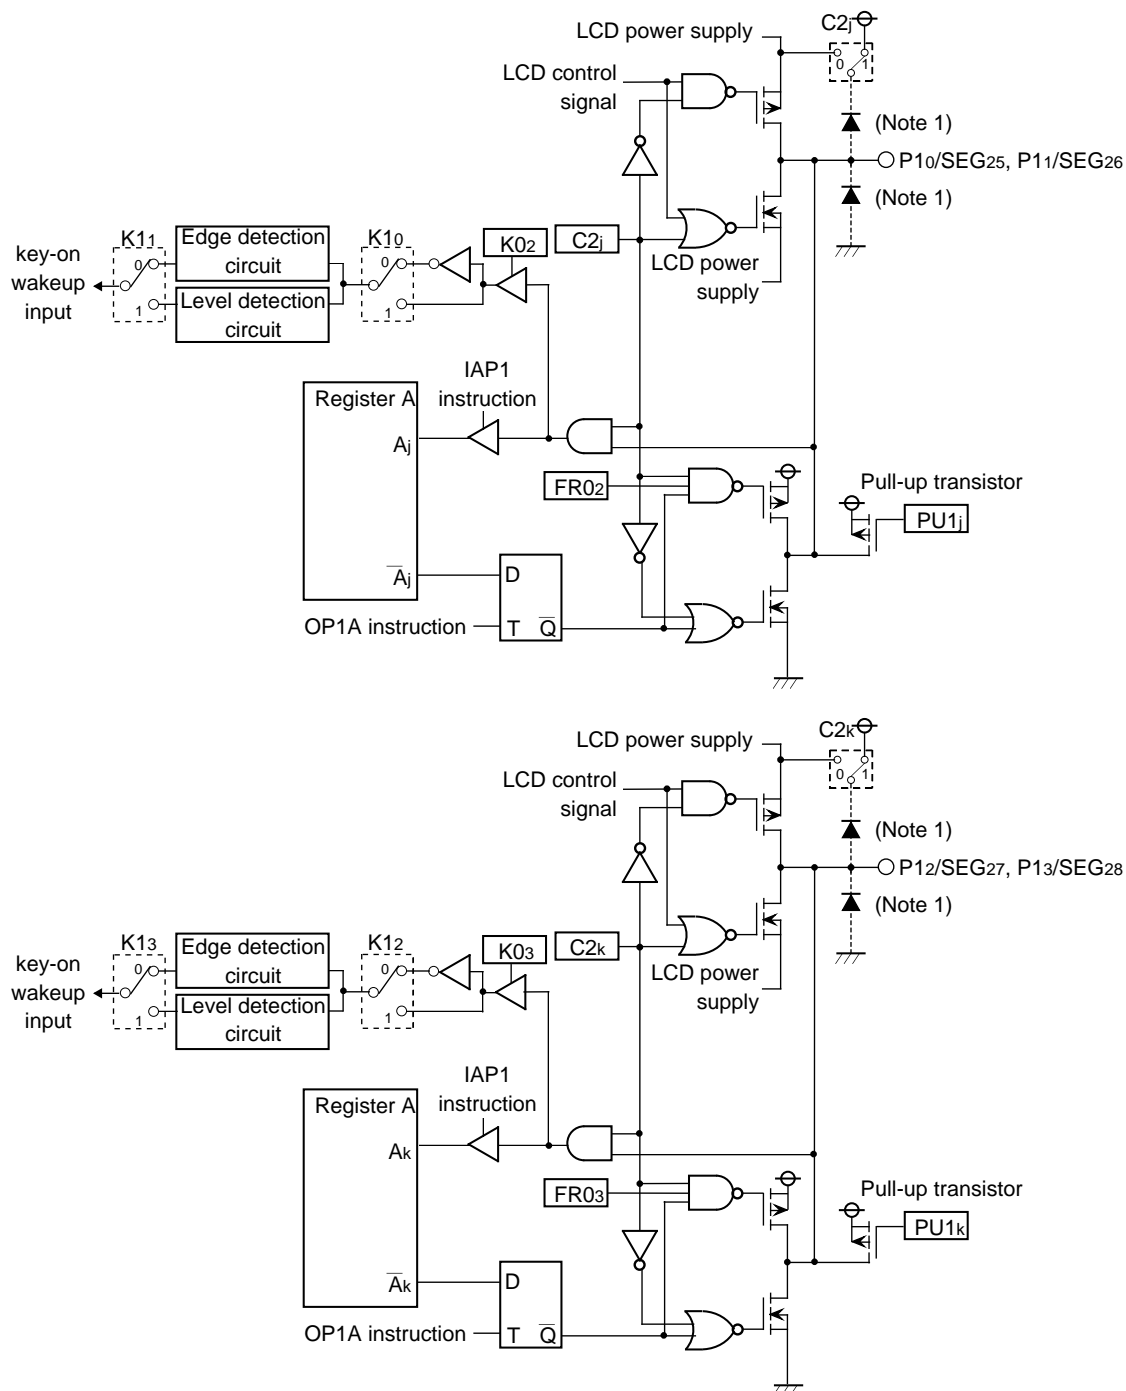 LCD power supply
C2j
0 1
LCD control
signal
(Note 1)
P10/SEG25, P11/SEG26
(Note 1)
K11
Edge detection
circuit
K10
K02
C2j
key-on
wakeup
input
0
1
Level detection
circuit
0
1
LCD power
supply
IAP1
instruction
Register A
Aj
FR02
Pull-up transistor
PU1j
Aj
D
OP1A instruction
T Q
LCD power supply
C2k
0 1
LCD control
signal
(Note 1)
P12/SEG27, P13/SEG28
(Note 1)
K13
Edge detection
circuit
K12
K03
C2k
key-on
wakeup
input
0
1
Level detection
circuit
0
1
LCD power
supply
IAP1
instruction
Register A
Ak
FR03
Pull-up transistor
PU1k
Ak
D
OP1A instruction
T Q